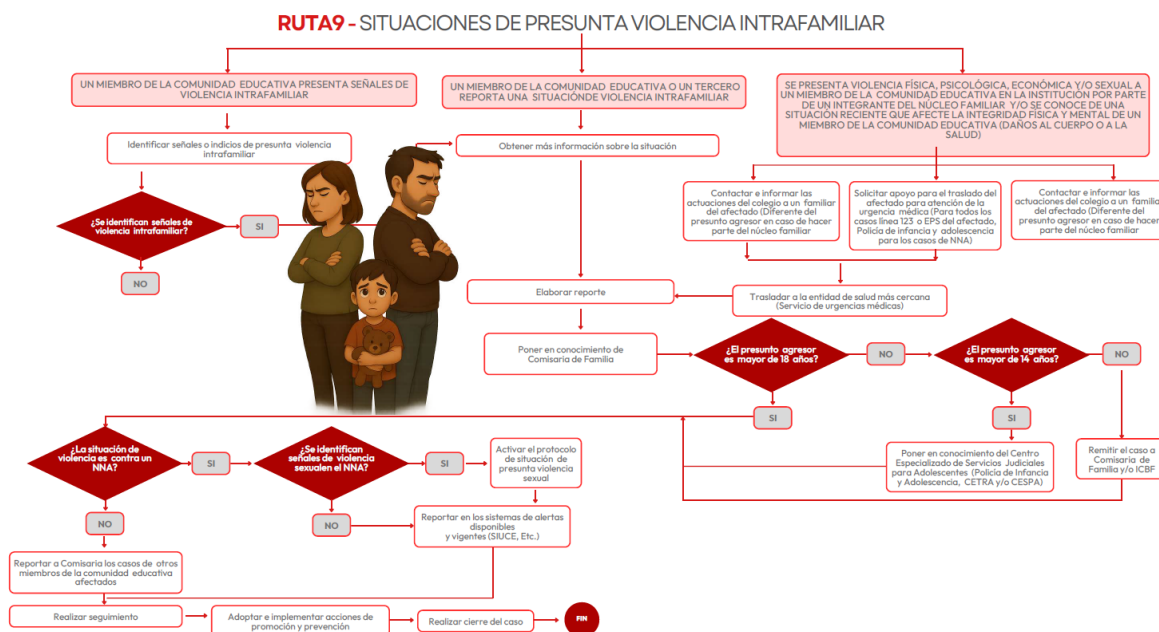 RUTA9 - SITUACIONES DE PRESUNTA VIOLENCIA INTRAFAMILIAR
UN MIEMBRO DE LA COMUNIDAD EDUCATIVA PRESENTA SEÑALES DE
VIOLENCIA INTRAFAMILIAR
UN MIEMBRO DE LA COMUNIDAD EDUCATIVA O UN TERCERO
REPORTA UNA SITUACIÓNDE VIOLENCIA INTRAFAMILIAR
SE PRESENTA VIOLENCIA FÍSICA, PSICOLÓGICA, ECONÓMICA Y/O SEXUAL A
UN MIEMBRO DE LA COMUNIDAD EDUCATIVA EN LA INSTITUCIÓN POR PARTE
DE UN INTEGRANTE DEL NÚCLEO FAMILIAR Y/O SE CONOCE DE UNA
SITUACIÓN RECIENTE QUE AFECTE LA INTEGRIDAD FÍSICA Y MENTAL DE UN
MIEMBRO DE LA COMUNIDAD EDUCATIVA (DAÑOS AL CUERPO O A LA
SALUD)
Identificar señales o indicios de presunta violencia
intrafamiliar
Obtener más información sobre la situación
Contactar e informar las
actuaciones del colegio a un familiar
del afectado (Diferente del
presunto agresor en caso de hacer
parte del núcleo familiar
Solicitar apoyo para el traslado del
afectado para atención de la
urgencia médica (Para todos los
casos línea 123 o EPS del afectado,
Policía de infancia y adolescencia
para los casos de NNA)
Contactar e informar las
actuaciones del colegio a un familia
del afectado (Diferente del
presunto agresor en caso de hacer
parte del núcleo familiar
¿Se identifican señales de
violencia intrafamiliar?
SI
NO
Elaborar reporte
Trasladar a la entidad de salud más cercana
(Servicio de urgencias médicas)
Poner en conocimiento de
Comisaría de Familia
¿El presunto agresor
es mayor de 18 años?
NO
¿El presunto agresor
es mayor de 14 años?
NO
SI
SI
¿La situación de
violencia es contra un
NNA?
SI
¿Se identifican
señales de violencia
sexualen el NNA?
SI
Activar el protocolo
de situación de
presunta violencia
sexual
Poner en conocimiento del Centro
Especializado de Servicios Judiciales
para Adolescentes (Policía de Infancia
y Adolescencia, CETRA y/o CESPA)
Remitir el caso a
Comisaria de
Familia y/o ICBF
NO
NO
Reportar en los sistemas de alertas
disponibles
y vigentes (SIUCE, Etc.)
Reportar a Comisaria los casos de otros
miembros de la comunidad educativa
afectados
Realizar seguimiento
Adoptar e implementar acciones de
promoción y prevención
Realizar cierre del caso
FIN